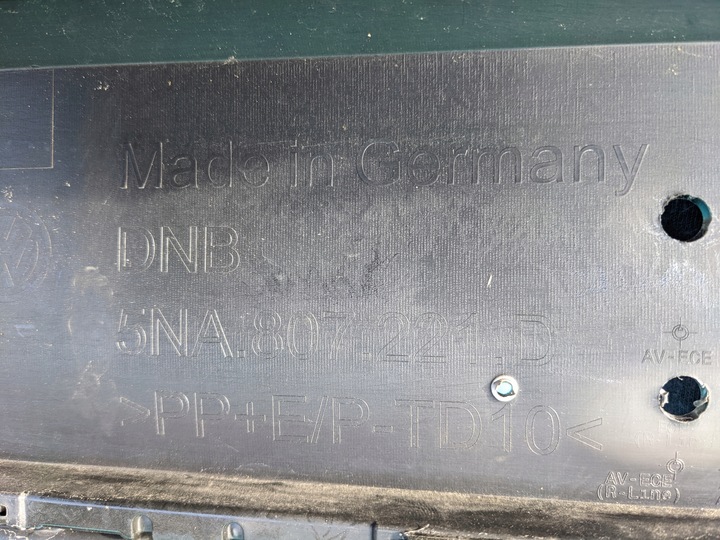 Made in Germany
DNB
5NA.807.221.D
AV-ECE
>PP+E/P-TD10<
AV-ECE
(R-Line)